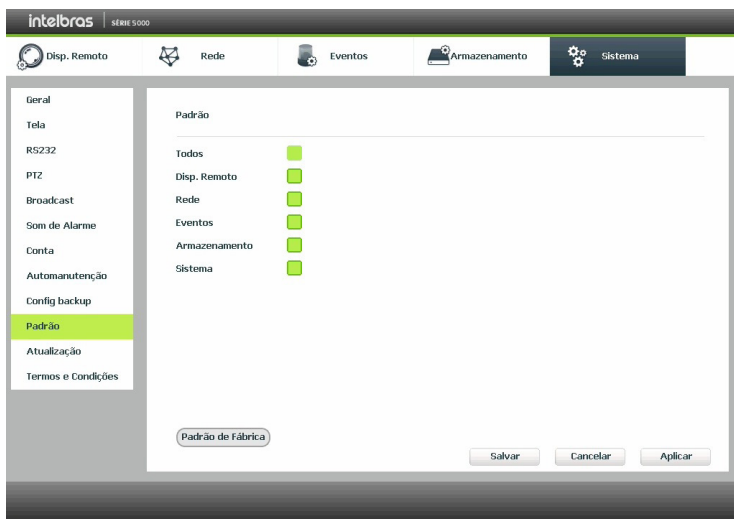 intelbras SÉRIE 5000
Disp. Remoto Rede Eventos Armazenamento Sistema
Geral
Tela
RS232
PTZ
Broadcast
Som de Alarme
Conta
Automanutenção
Config backup
Padrão
Atualização
Termos e Condições
Padrão
Todos
Disp. Remoto
Rede
Eventos
Armazenamento
Sistema
Padrão de Fábrica
Salvar Cancelar Aplicar